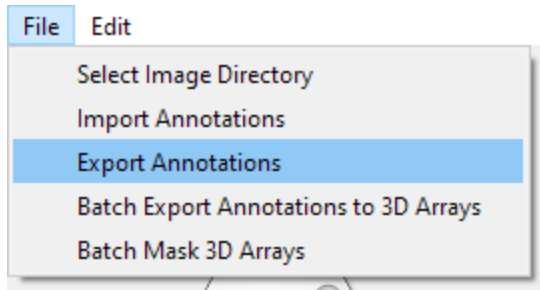 File Edit
Select Image Directory
Import Annotations
Export Annotations
Batch Export Annotations to 3D Arrays
Batch Mask 3D Arrays